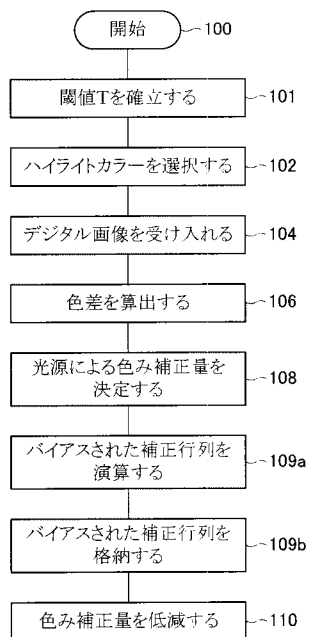 開始 100
閾値Tを確立する 101
ハイライトカラーを選択する 102
デジタル画像を受け入れる 104
色差を算出する 106
光源による色み補正量を
決定する 108
バイアスされた補正行列を
演算する 109a
バイアスされた補正行列を
格納する 109b
色み補正量を低減する 110